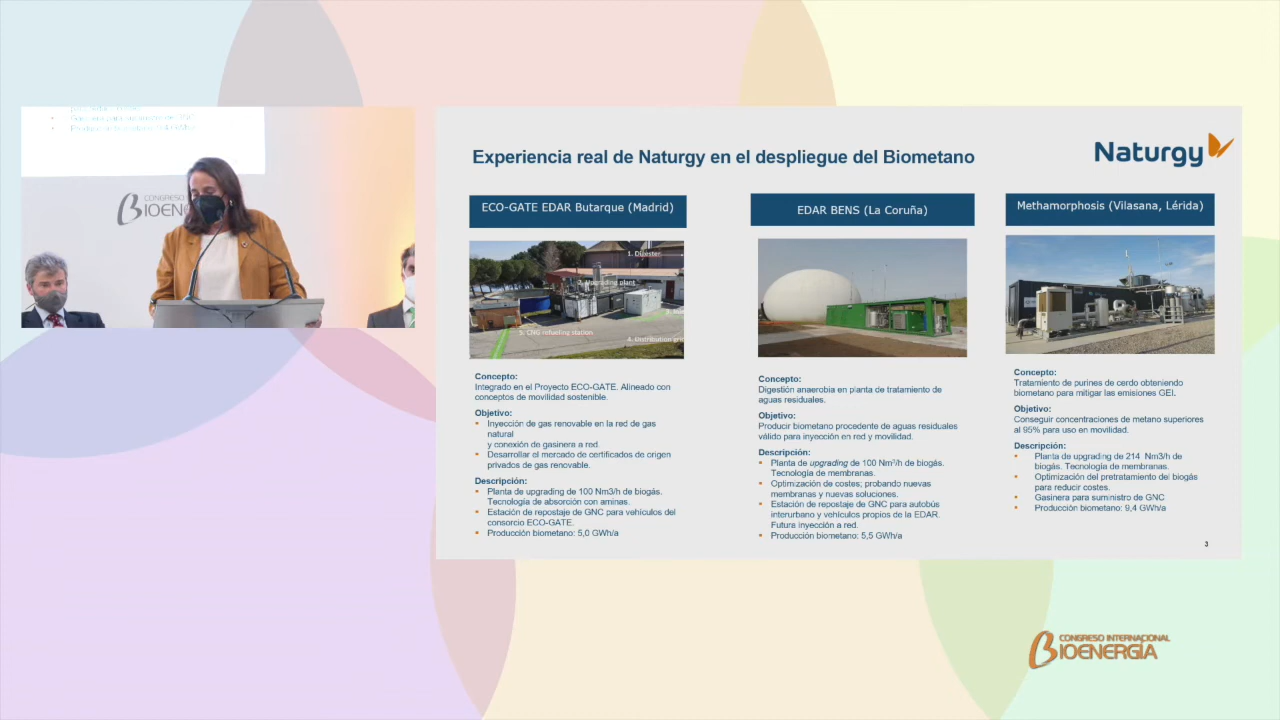 Experiencia real de Naturgy en el despliegue del Biometano
Naturgy
ECO-GATE EDAR Butarque (Madrid)
1. Digester
2. Upgrading plant
3. CNG refueling station
4. Distribution
Concepto:
Integrado en el Proyecto ECO-GATE. Alineado con
conceptos de movilidad sostenible.
Objetivo:
Inyección de gas renovable en la red de gas
natural
y conexión de gasinera a red.
Desarrollar el mercado de certificados de origen
privados de gas renovable.
Descripción:
Planta de upgrading de 100 Nm3/h de biogás.
Tecnología de absorción con aminas.
Estación de repostaje de GNC para vehículos del
consorcio ECO-GATE.
Producción biometano: 5,0 GWh/a
EDAR BENS (La Coruña)
Concepto:
Digestión anaerobia en planta de tratamiento de
aguas residuales.
Objetivo:
Producir biometano procedente de aguas residuales
válido para inyección en red y movilidad.
Descripción:
Planta de upgrading de 100 Nm³/h de biogás.
Tecnología de membranas.
Optimización de costes; probando nuevas
membranas y nuevas soluciones.
Estación de repostaje de GNC para autobús
interurbano y vehículos propios de la EDAR.
Futura inyección a red.
Producción biometano: 5,5 GWh/a
Methamorphosis (Vilasana, Lérida)
Concepto:
Tratamiento de purines de cerdo obteniendo
biometano para mitigar las emisiones GEI.
Objetivo:
Conseguir concentraciones de metano superiores
al 95% para uso en movilidad.
Descripción:
Planta de upgrading de 214 Nm3/h de
biogás. Tecnología de membranas.
Optimización del pretratamiento del biogás
para reducir costes.
Gasinera para suministro de GNC
Producción biometano: 9,4 GWh/a
3
CONGRESO INTERNACIONAL
BIOENERGÍA